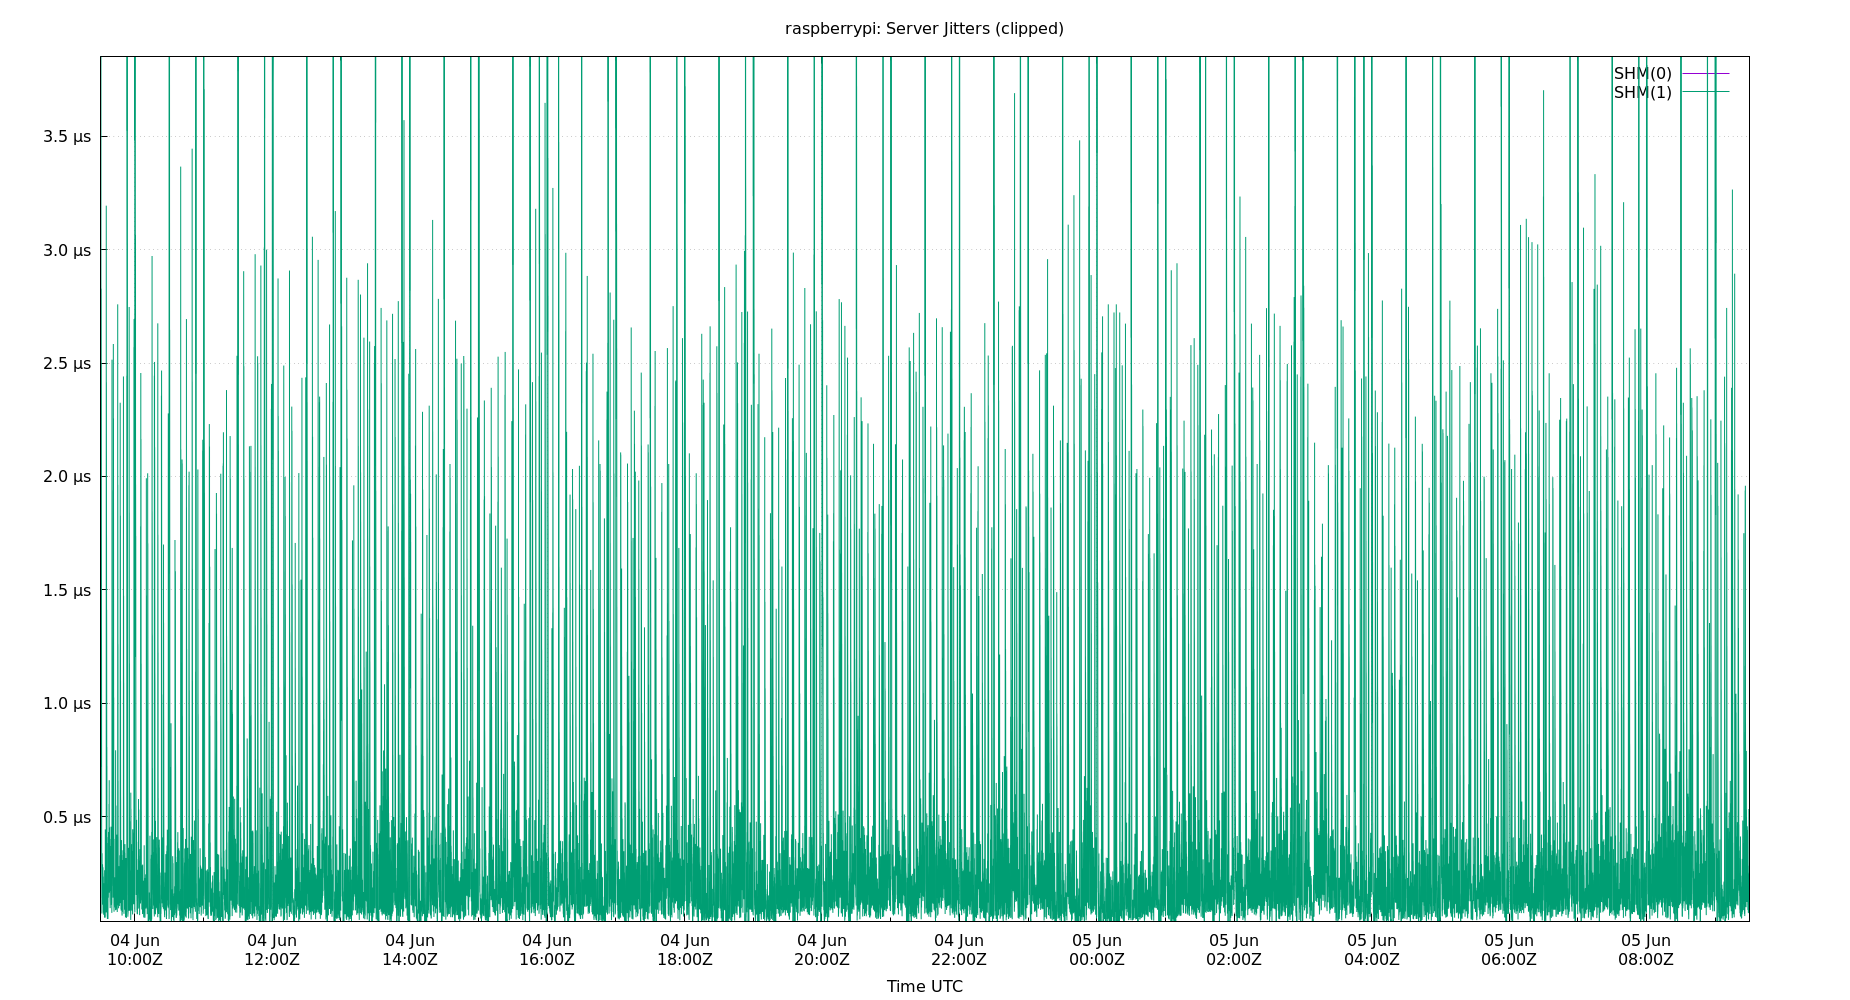 raspberrypi: Server Jitters (clipped)
SHM(0)
SHM(1)
3.5 µs
3.0 µs
2.5 µs
2.0 µs
1.5 µs
1.0 µs
0.5 µs
04 Jun 04 Jun 04 Jun 04 Jun 04 Jun 04 Jun 04 Jun 05 Jun 05 Jun 05 Jun 05 Jun 05 Jun
10:00Z 12:00Z 14:00Z 16:00Z 18:00Z 20:00Z 22:00Z 00:00Z 02:00Z 04:00Z 06:00Z 08:00Z
Time UTC